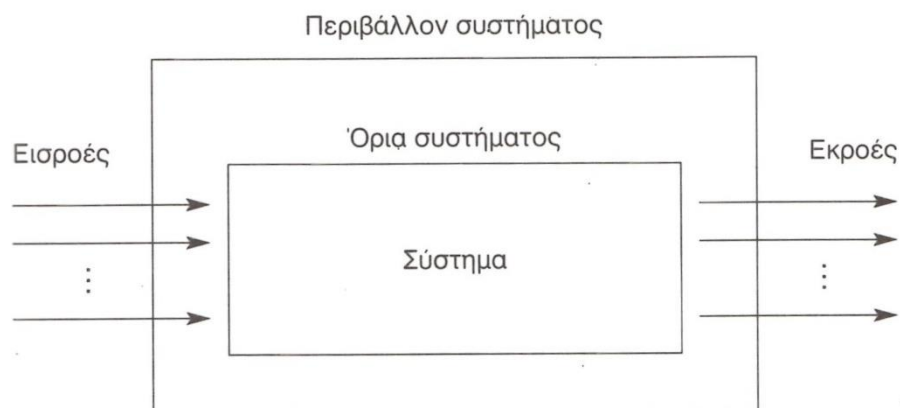 Περιβάλλον συστήματος
Όρια συστήματος
Εισροές
Εκροές
Σύστημα